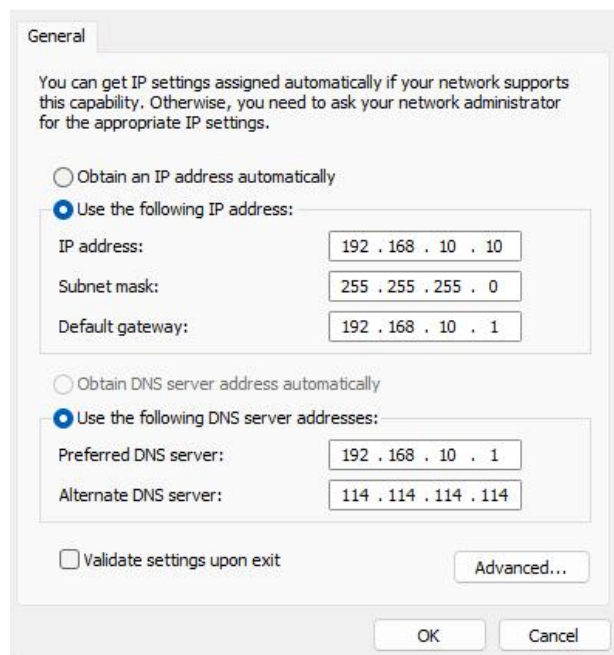 General
You can get IP settings assigned automatically if your network supports
this capability. Otherwise, you need to ask your network administrator
for the appropriate IP settings.
Obtain an IP address automatically
Use the following IP address:
IP address: 192 . 168 . 10 . 10
Subnet mask: 255 . 255 . 255 . 0
Default gateway: 192 . 168 . 10 . 1
Obtain DNS server address automatically
Use the following DNS server addresses:
Preferred DNS server: 192 . 168 . 10 . 1
Alternate DNS server: 114 . 114 . 114 . 114
Validate settings upon exit
Advanced...
OK Cancel